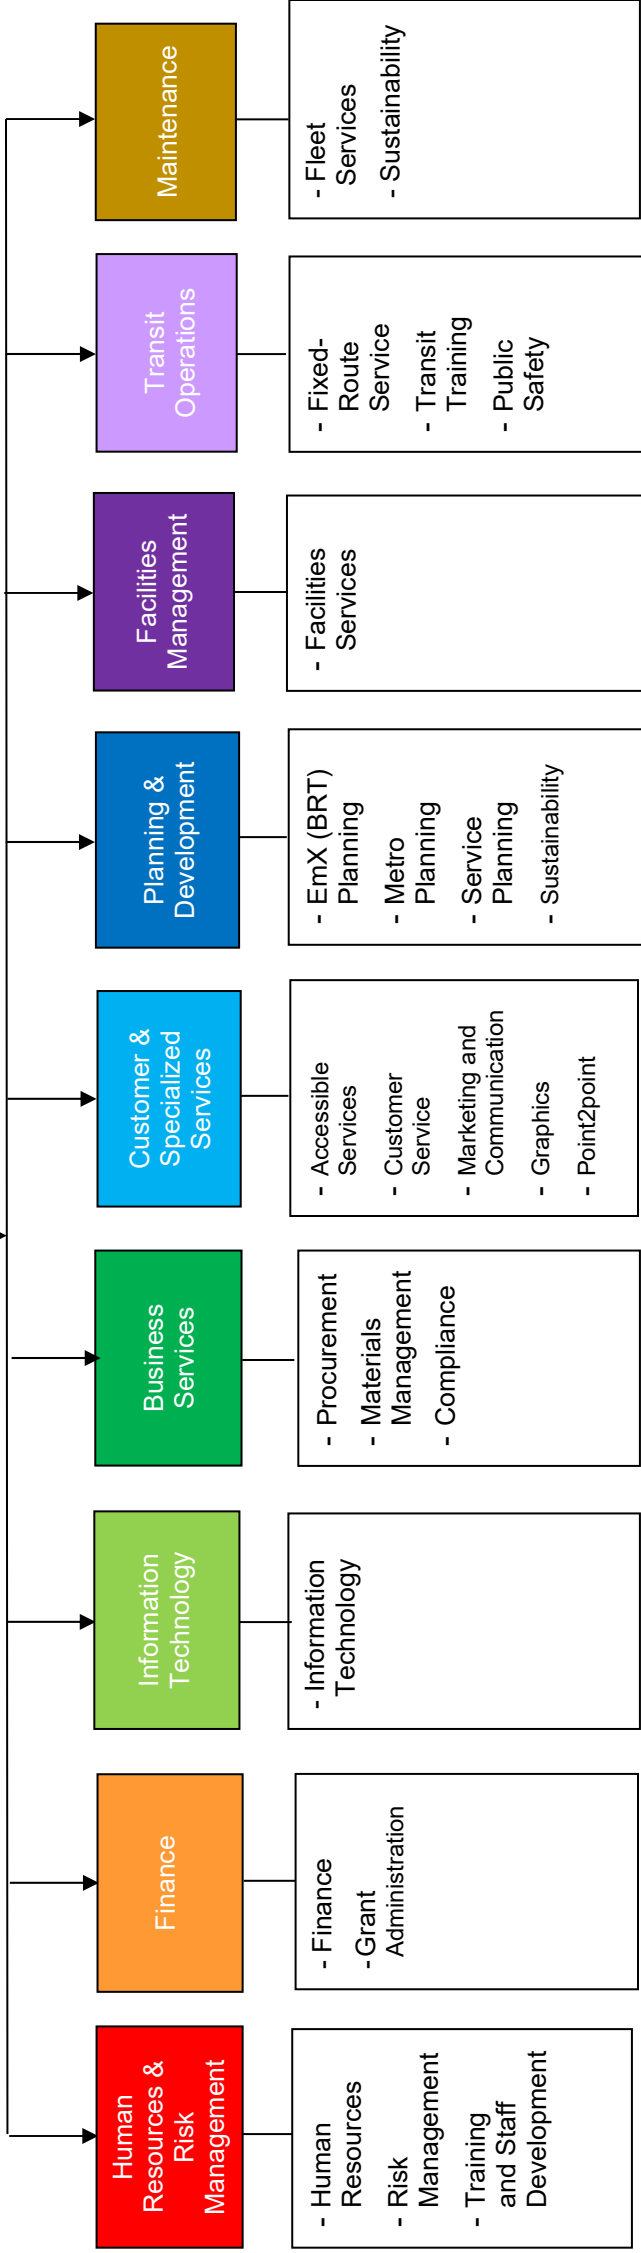 Human
Resources &
Risk
Management
- Human
Resources
- Risk
Management
- Training
and Staff
Development
Finance
- Finance
-Grant
Administration
Information
Technology
- Information
Technology
Business
Services
- Procurement
- Materials
Management
- Compliance
Customer &
Specialized
Services
- Accessible
Services
- Customer
Service
- Marketing and
Communication
- Graphics
- Point2point
Planning &
Development
- EmX (BRT)
Planning
- Metro
Planning
- Service
Planning
- Sustainability
Facilities
Management
- Facilities
Services
Transit
Operations
- Fixed-
Route
Service
- Transit
Training
- Public
Safety
Maintenance
- Fleet
Services
- Sustainability